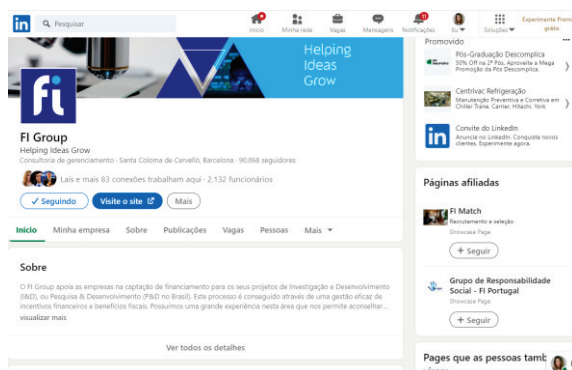 in
Pesquisar
Início
Minha rede
Vagas
Mensagens
Notificações
Eu
Soluções
Experimente Premi
grátis
Helping
Ideas
Grow
Fi
FI Group
Helping Ideas Grow
Consultoria de gerenciamento · Santa Coloma de Cervelló, Barcelona · 90.068 seguidores
Laís e mais 83 conexões trabalham aqui · 2.132 funcionários
Seguindo
Visite o site
Mais
Início
Minha empresa
Sobre
Publicações
Vagas
Pessoas
Mais
Sobre
O FI Group apoia as empresas na captação de financiamento para os seus projetos de Investigação e Desenvolvimento
(I&D), ou Pesquisa & Desenvolvimento (P&D no Brasil). Este processo é conseguido através de uma gestão eficaz de
incentivos financeiros e benefícios fiscais. Possuímos uma grande experiência nesta área que nos permite aconselhar...
visualizar mais
Ver todos os detalhes
Promovido
Pós-Graduação Descomplica
50% Off na 2ª Pós. Aproveite a Mega
Promoção da Pós Descomplica.
Centrivac Refrigeração
Manutenção Preventiva e Corretiva em
Chiller Trane, Carrier, Hitachi, York
in
Convite do LinkedIn
Anuncie no LinkedIn. Conquiste novos
clientes. Experimente agora.
Páginas afiliadas
FI Match
Recrutamento e seleção
Showcase Page
+ Seguir
Grupo de Responsabilidade
Social - FI Portugal
Showcase Page
+ Seguir
Pages que as pessoas també